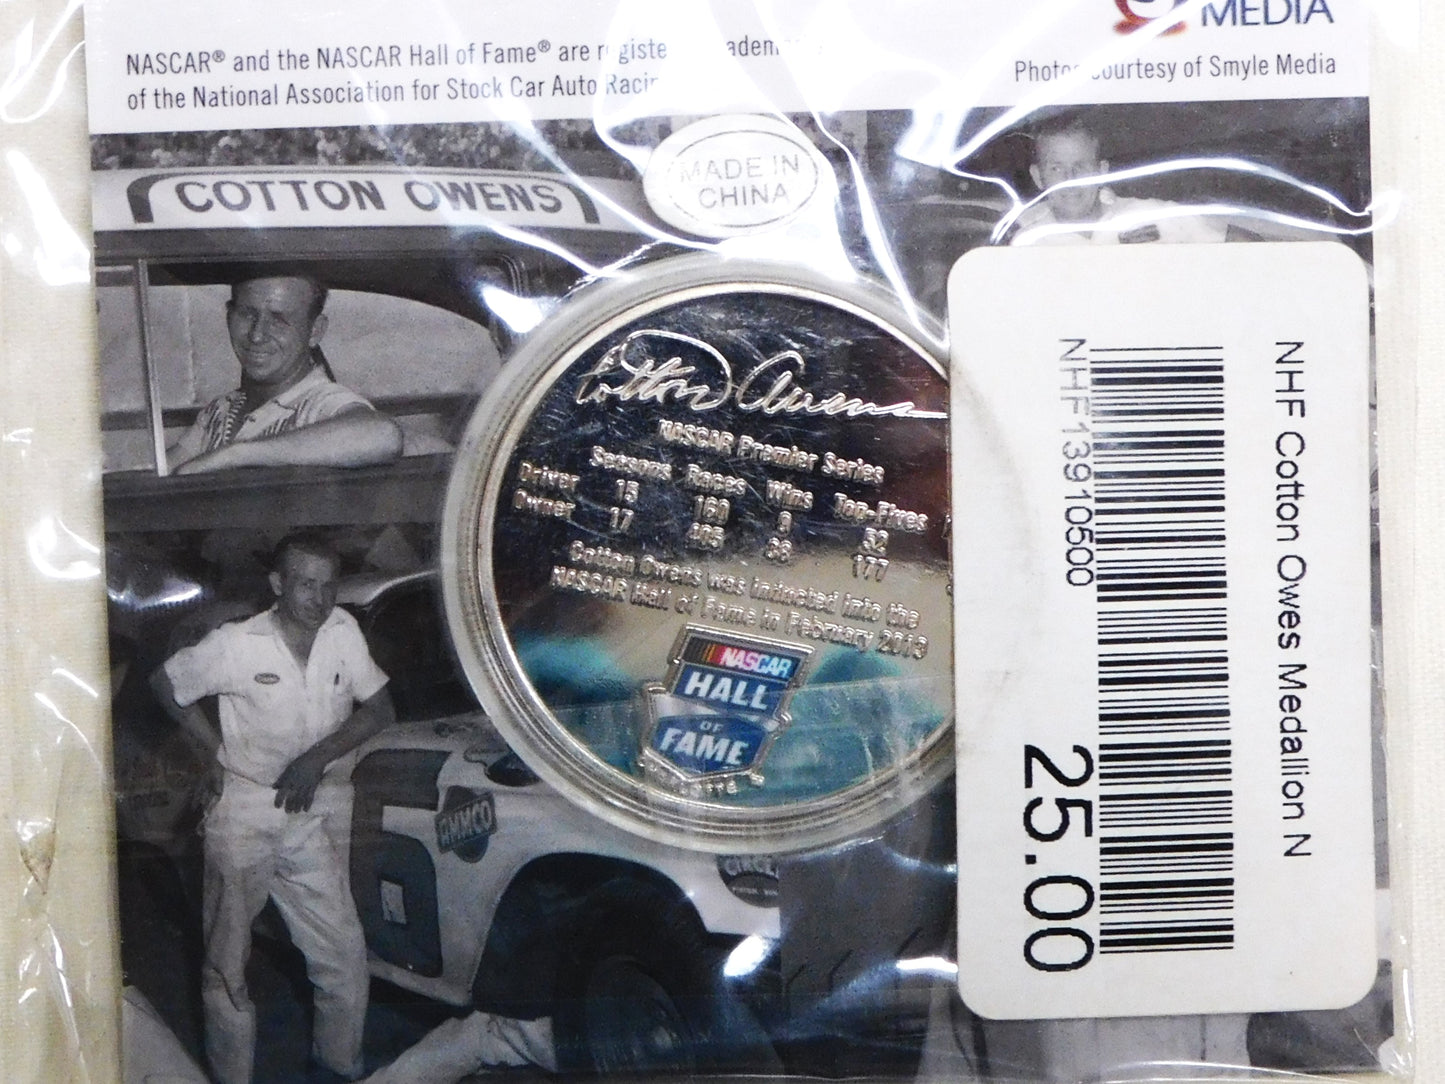 MEDIA
NASCAR® and the NASCAR Hall of Fame® are registe
of the National Association for Stock Car Auto Racin
Photos courtesy of Smyle Media
MADE IN
CHINA
COTTON OWENS
Cotton Owens
NASCAR Premier Series
Seasons Races Wins Top-Fives
Driver 15 160 9 52
Owner 17 405 38 177
Cotton Owens was inducted into the
NASCAR Hall of Fame in February 2013
NASCAR
HALL
OF
FAME
6
AMMCO
CIRCLE
NHF Cotton Owes Medallion N
NHF13910500
25.00